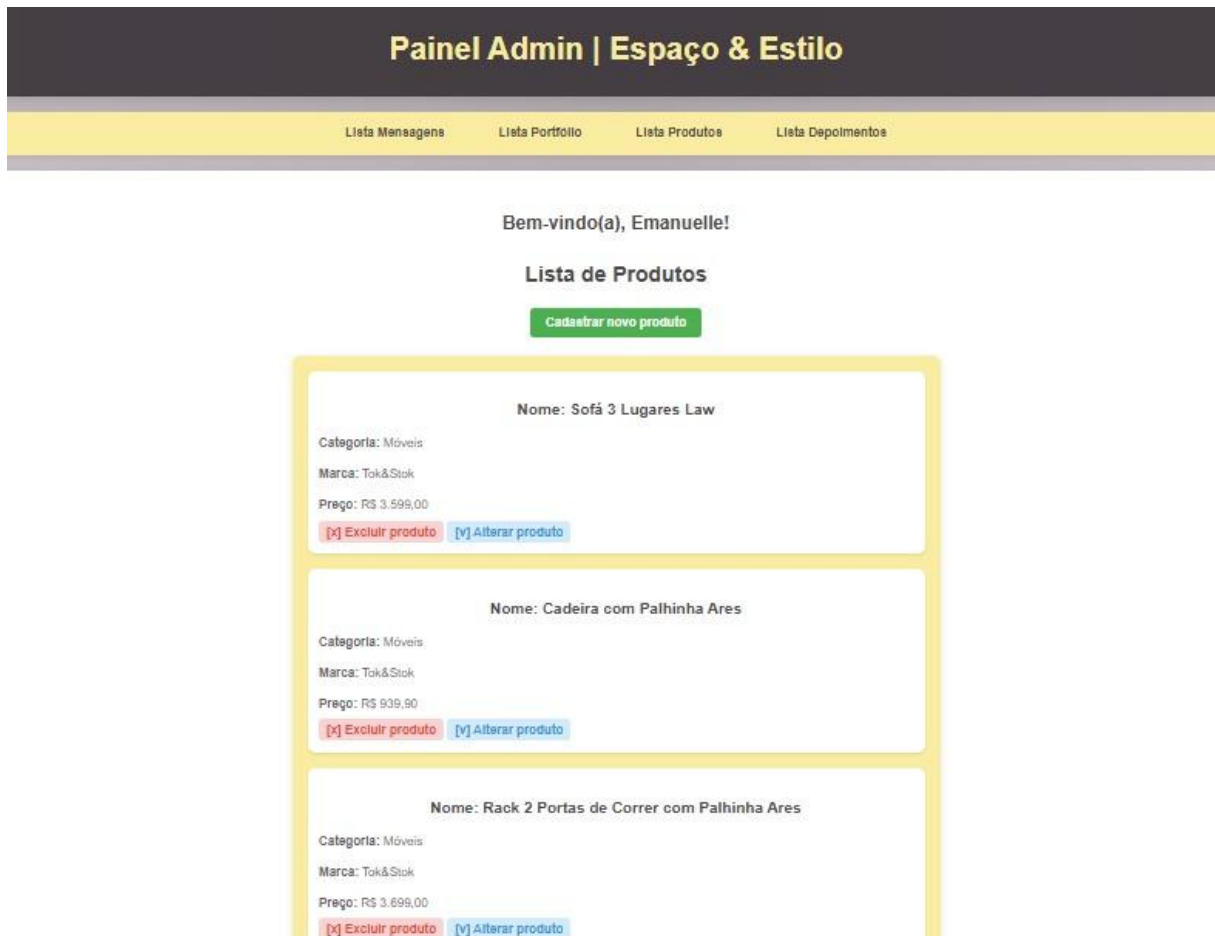 Painel Admin | Espaço & Estilo
Lista Mensagens Lista Portfólio Lista Produtos Lista Depoimentos
Bem-vindo(a), Emanuelle!
Lista de Produtos
Cadastrar novo produto
Nome: Sofá 3 Lugares Law
Categoria: Móveis
Marca: Tok&Stok
Preço: R$ 3.599,00
[x] Excluir produto [v] Alterar produto
Nome: Cadeira com Palhinha Ares
Categoria: Móveis
Marca: Tok&Stok
Preço: R$ 939,90
[x] Excluir produto [v] Alterar produto
Nome: Rack 2 Portas de Correr com Palhinha Ares
Categoria: Móveis
Marca: Tok&Stok
Preço: R$ 3.699,00
[x] Excluir produto [v] Alterar produto